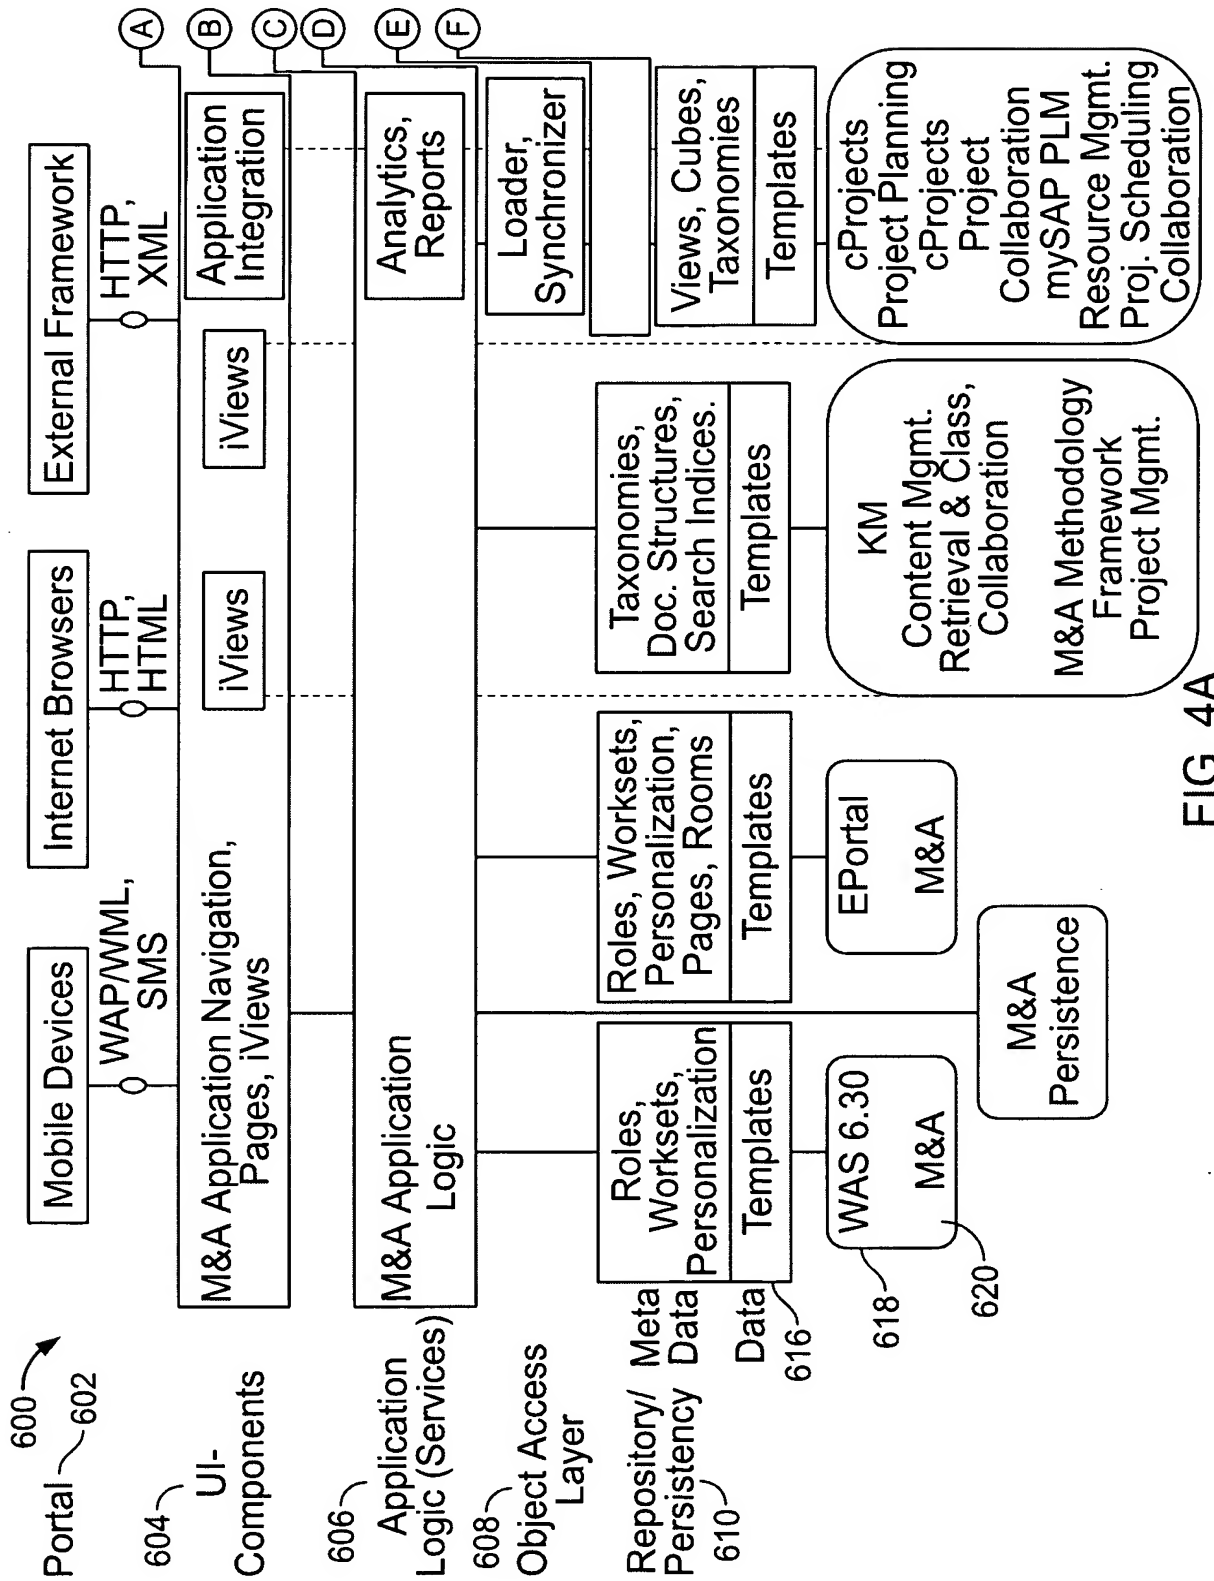 600
Portal
602
Mobile Devices
Internet Browsers
External Framework
WAP/WML,
SMS
HTTP,
HTML
HTTP,
XML
A
B
C
D
E
F
604
UI-
Components
M&A Application Navigation,
Pages, iViews
iViews
iViews
Application
Integration
606
Application
Logic (Services)
M&A Application
Logic
Analytics,
Reports
608
Object Access
Layer
Loader,
Synchronizer
Repository/
Persistency
610
Meta
Data
Data
616
Roles,
Worksets,
Personalization
Templates
Roles, Worksets,
Personalization,
Pages, Rooms
Templates
Taxonomies,
Doc. Structures,
Search Indices.
Templates
Views, Cubes,
Taxonomies
Templates
618
WAS 6.30
M&A
620
M&A
Persistence
EPortal
M&A
KM
Content Mgmt.
Retrieval & Class,
Collaboration
M&A Methodology
Framework
Project Mgmt.
cProjects
Project Planning
cProjects
Project
Collaboration
mySAP PLM
Resource Mgmt.
Proj. Scheduling
Collaboration
FIG. 4A